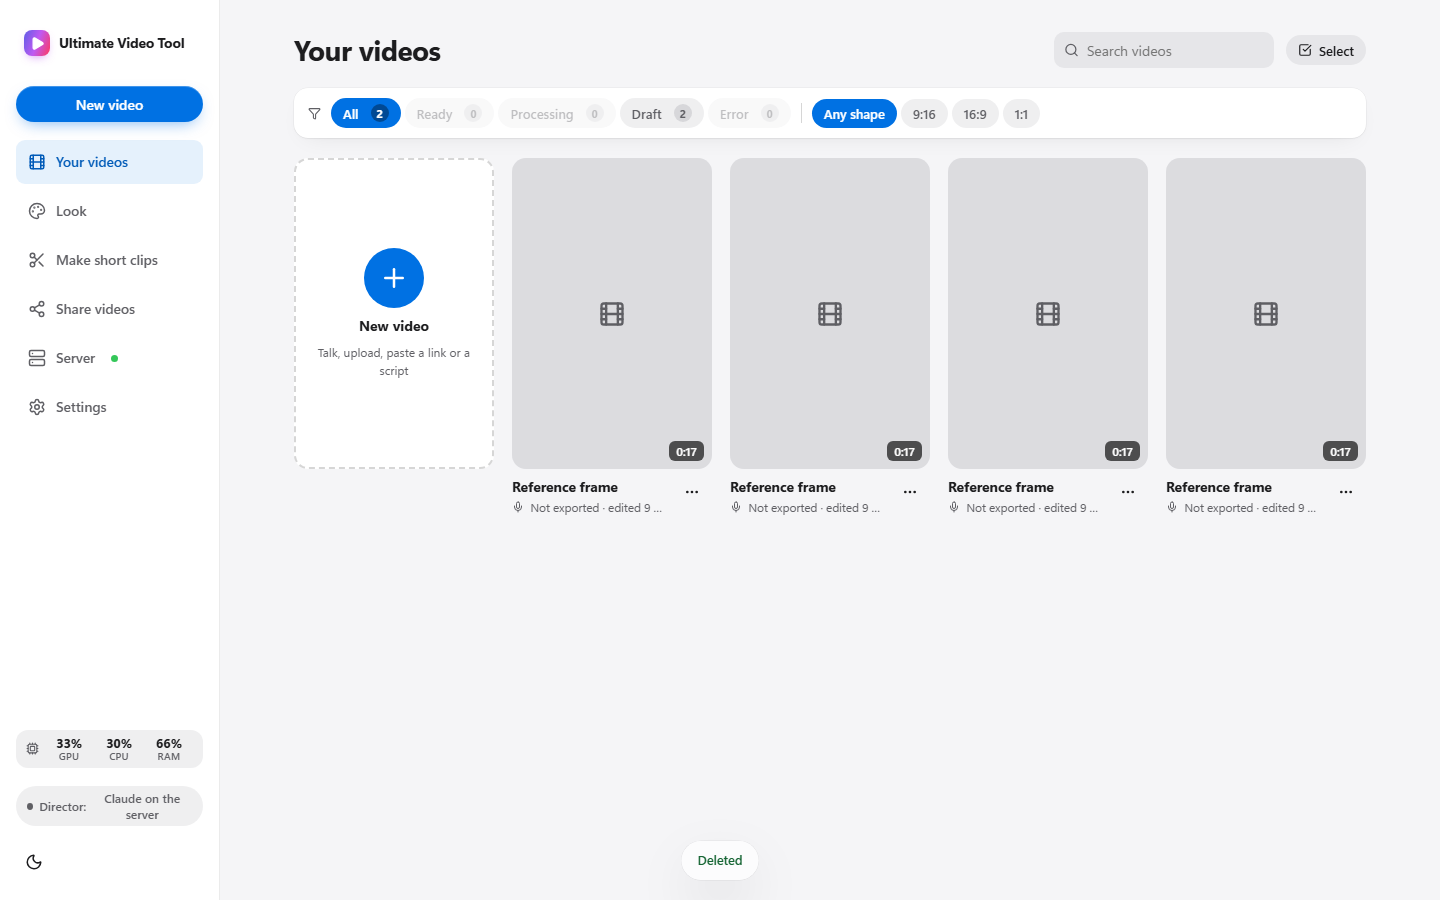 Ultimate Video Tool
New video
Your videos
Look
Make short clips
Share videos
Server
Settings
33% 30% 66%
GPU CPU RAM
Director: Claude on the
server
Your videos
Search videos
Select
All 2 Ready 0 Processing 0 Draft 2 Error 0 Any shape 9:16 16:9 1:1
New video
Talk, upload, paste a link or a
script
0:17 0:17 0:17 0:17
Reference frame ... Reference frame ... Reference frame ... Reference frame ...
Not exported · edited 9 ... Not exported · edited 9 ... Not exported · edited 9 ... Not exported · edited 9 ...
Deleted